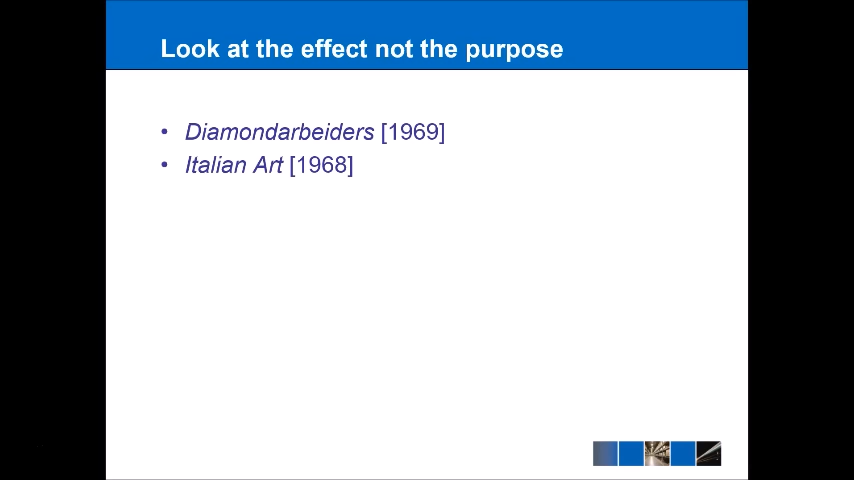 Look at the effect not the purpose
• Diamondarbeiders [1969]
• Italian Art [1968]